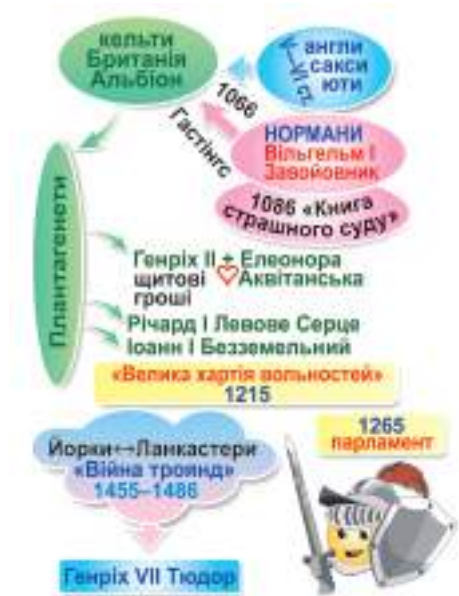 кельти
Британія
Альбіон
англи
сакси
юти
V–VI ст.
1066
Гастінгс
НОРМАНИ
Вільгельм І
Завойовник
1086 «Книга
страшного суду»
Плантагеноти
Генріх ІІ + Елеонора
щитові Аквітанська
гроші
Річард І Левове Серце
Іоанн І Безземельний
«Велика хартія вольностей»
1215
1265
парламент
Йорки↔Ланкастери
«Війна троянд»
1455–1486
Генріх VII Тюдор